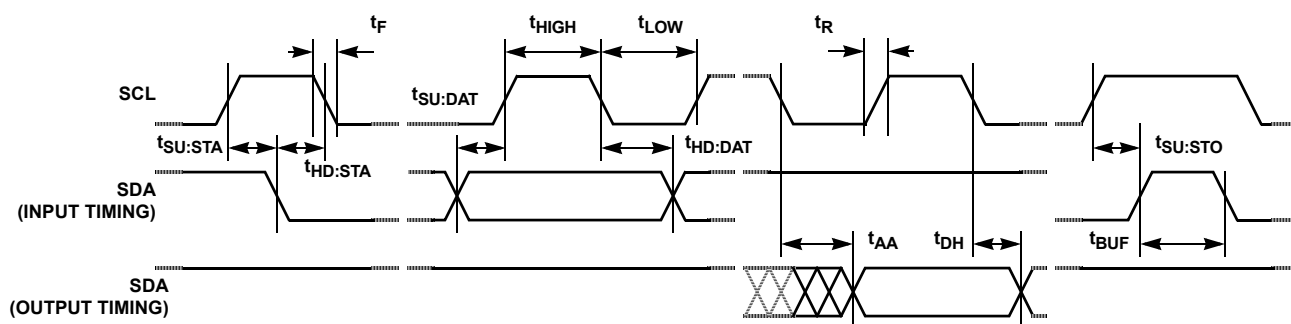 tF
tHIGH
tLOW
tR
SCL
tSU:DAT
tSU:STA
tHD:STA
tHD:DAT
tSU:STO
SDA
(INPUT TIMING)
tAA
tDH
tBUF
SDA
(OUTPUT TIMING)